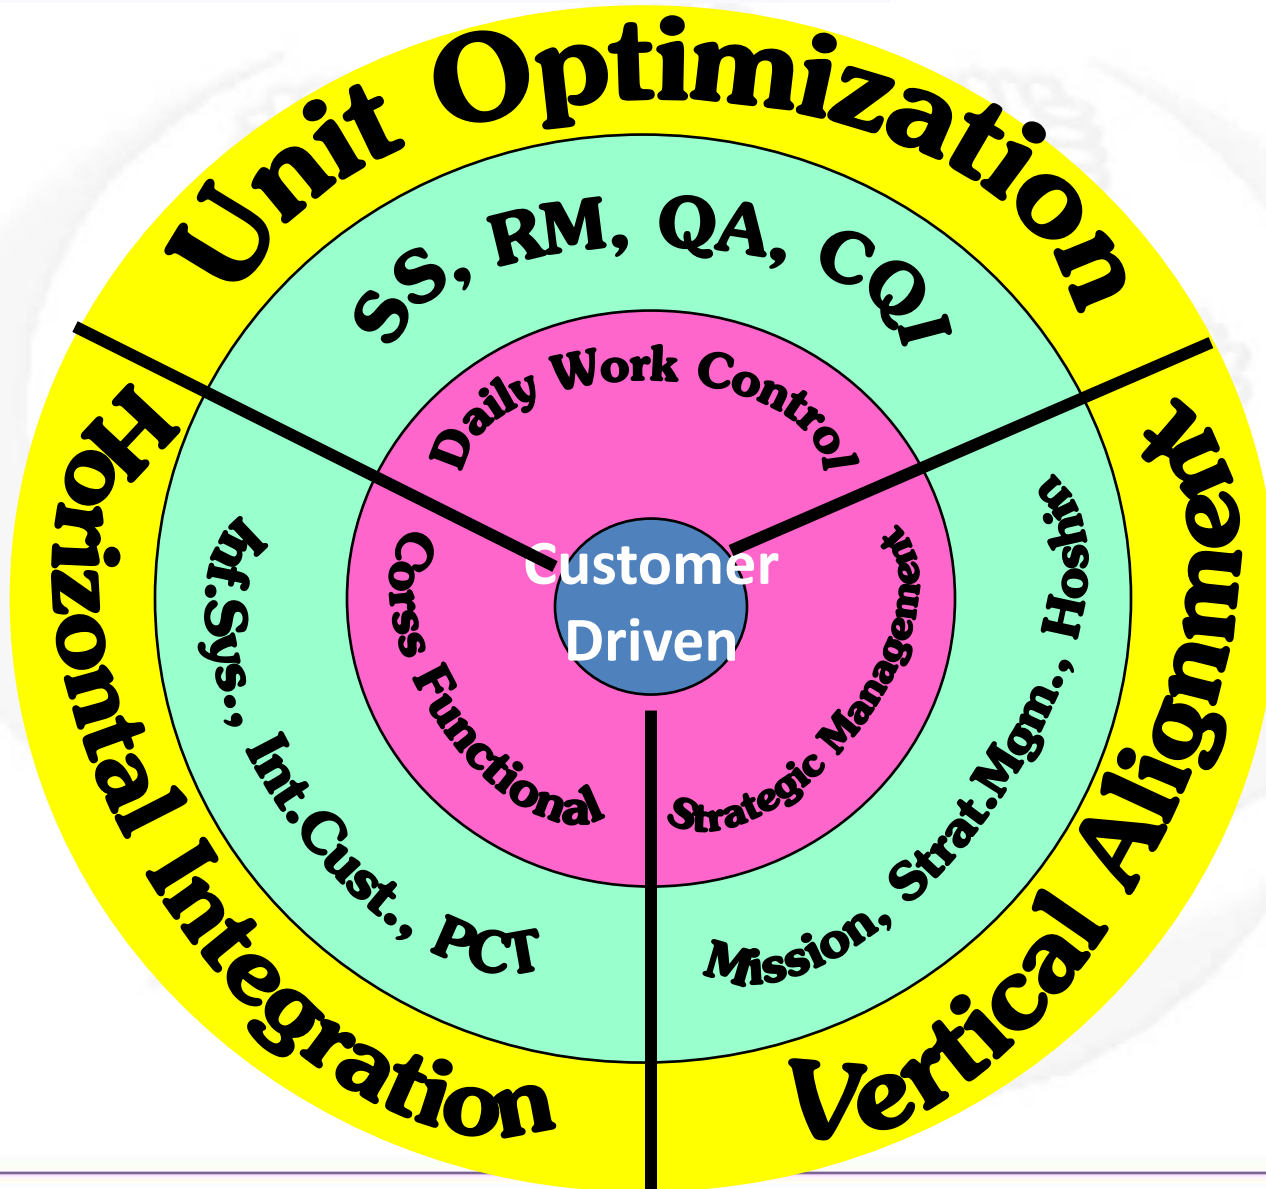 Unit Optimization
SS, RM, QA, CQI
Daily Work Control
Customer
Driven
Horizontal Integration
Inf.Sys., Int.Cust., PCT
Corss Functional
Strategic Management
Mission, Strat.Mgm., Hoshin
Vertical Alignment